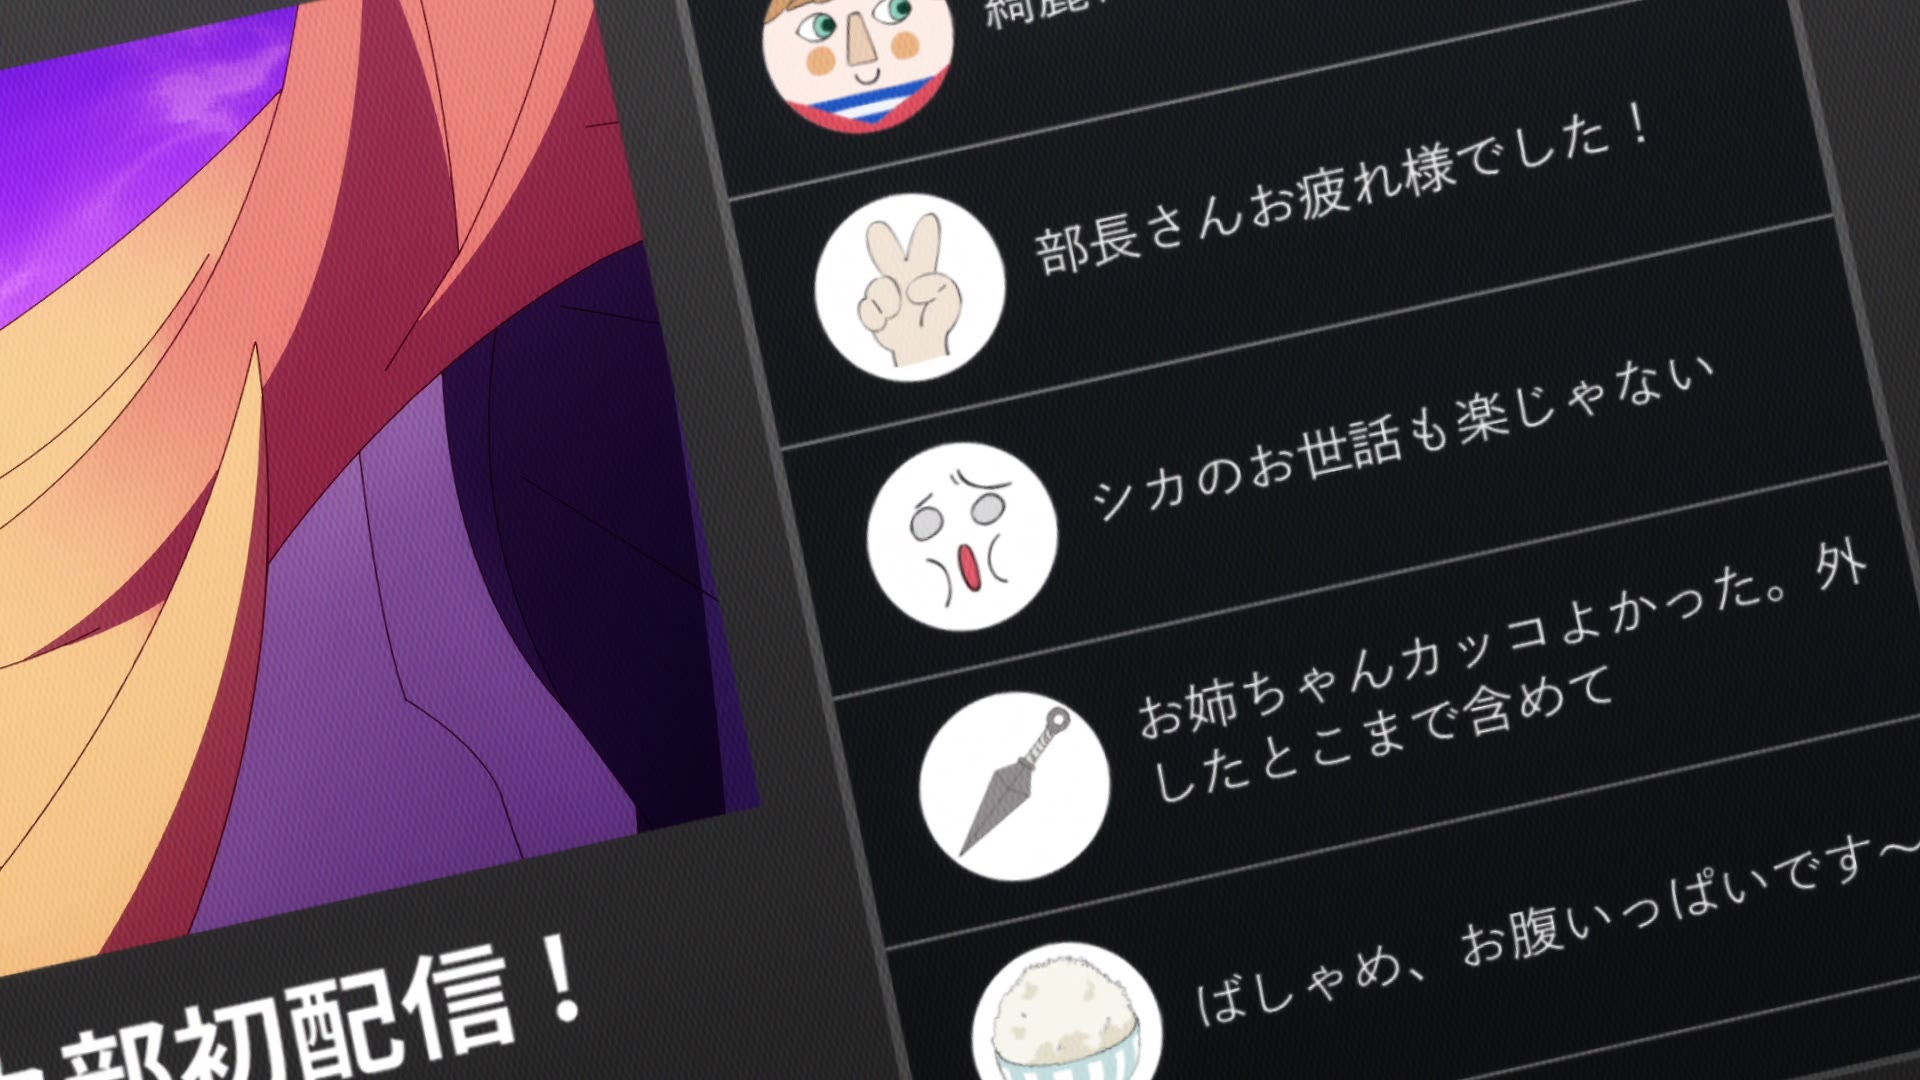 綺麗
部長さんお疲れ様でした！
シカのお世話も楽じゃない
お姉ちゃんカッコよかった。外
したとこまで含めて
ばしゃめ、お腹いっぱいです～
部初配信！